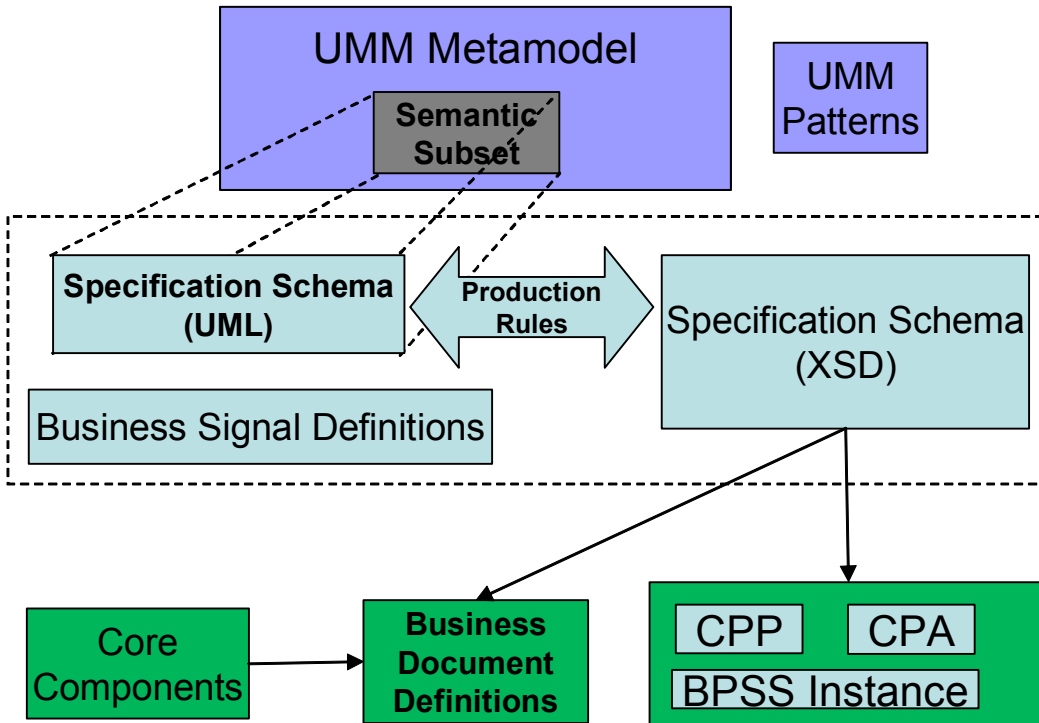 UMM Metamodel
Semantic
Subset
UMM
Patterns
Specification Schema
(UML)
Production
Rules
Specification Schema
(XSD)
Business Signal Definitions
Core
Components
Business
Document
Definitions
CPP
CPA
BPSS Instance